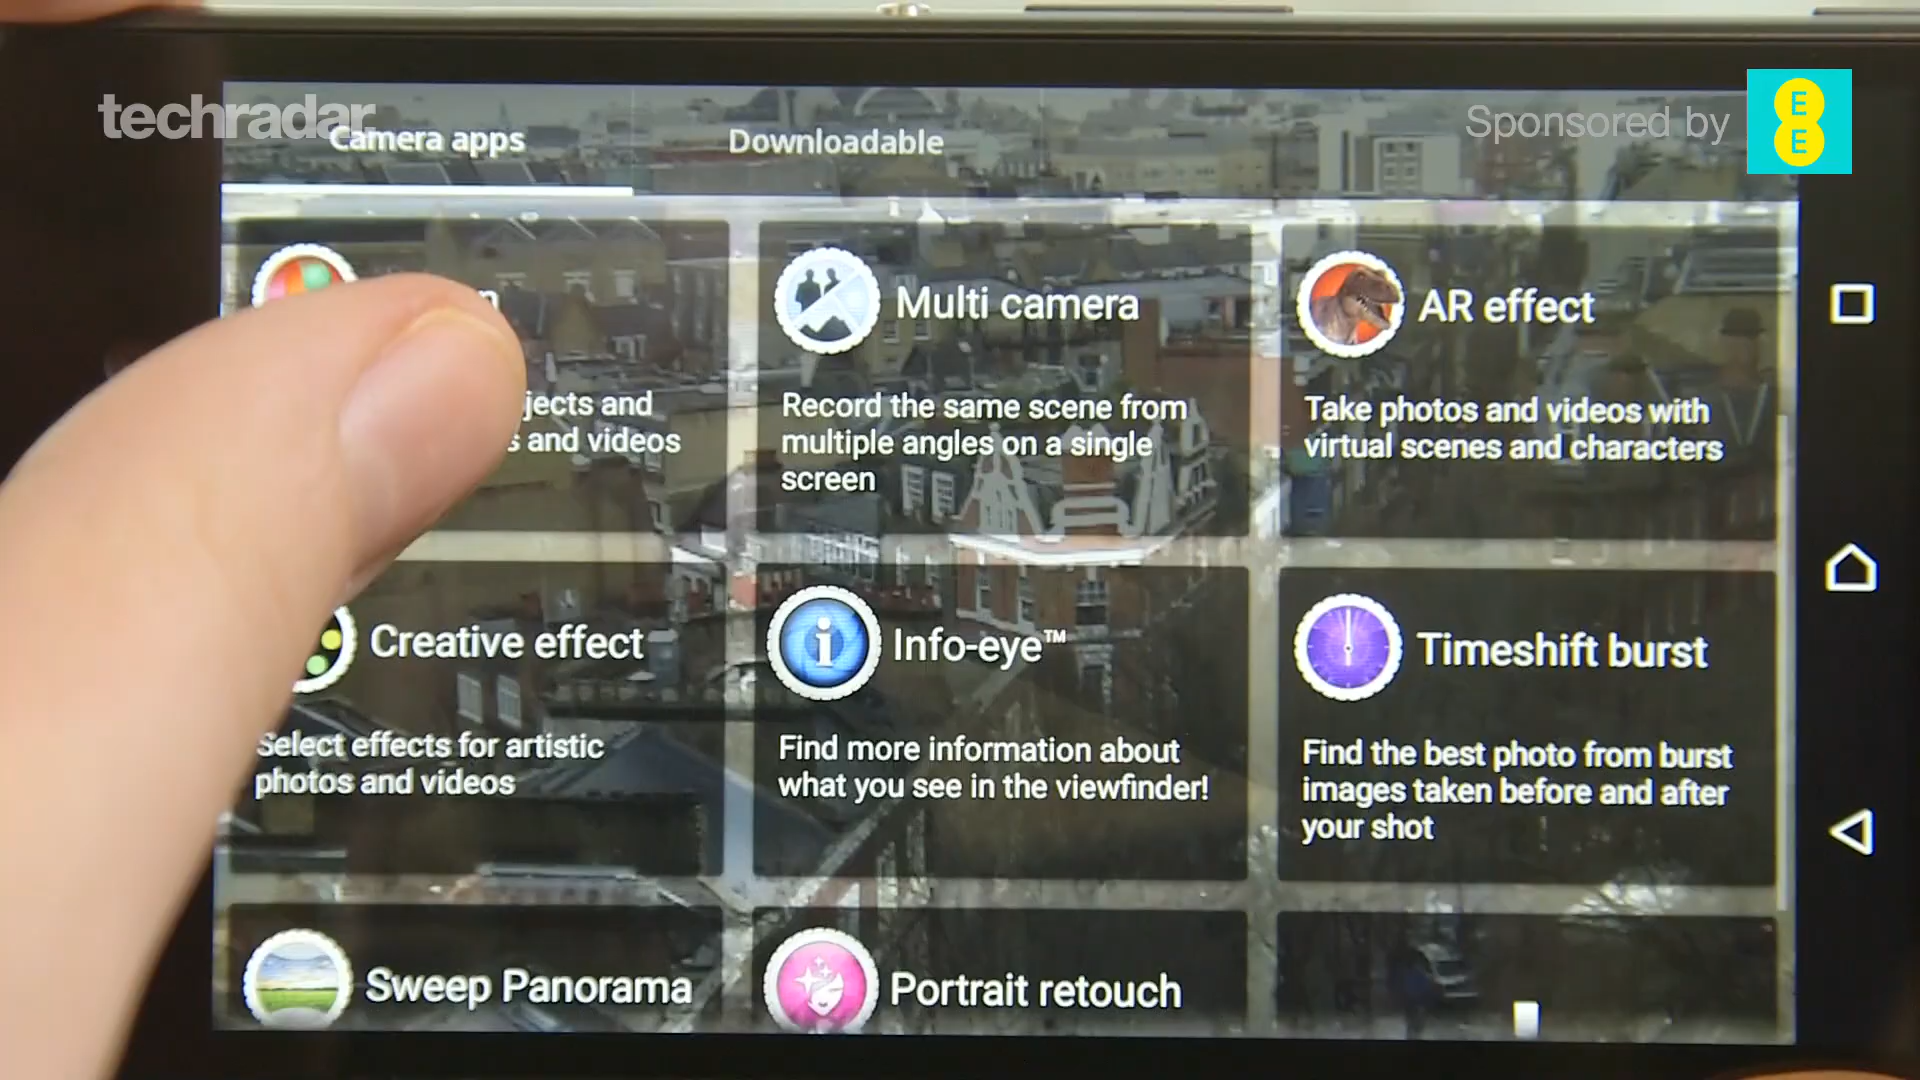 techradar
Sponsored by
EE
Camera apps
Downloadable
Multi camera
AR effect
jects and
s and videos
Record the same scene from
multiple angles on a single
screen
Take photos and videos with
virtual scenes and characters
Creative effect
Info-eye™
Timeshift burst
Select effects for artistic
photos and videos
Find more information about
what you see in the viewfinder!
Find the best photo from burst
images taken before and after
your shot
Sweep Panorama
Portrait retouch